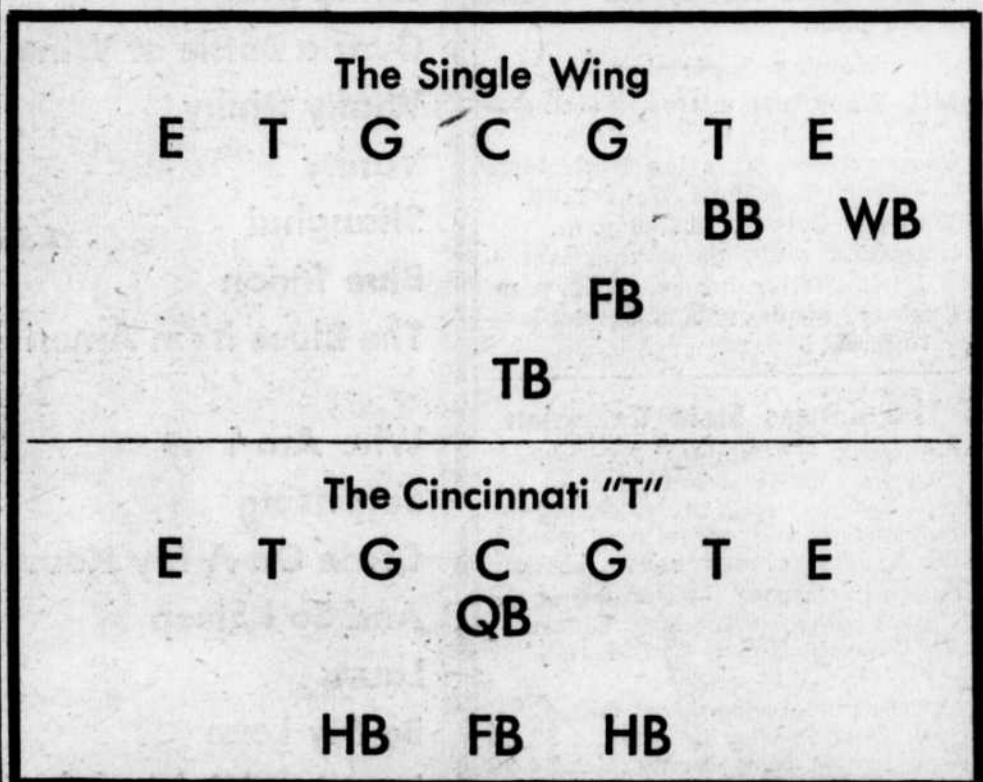 The Single Wing
E T G C G T E
BB WB
FB
TB
The Cincinnati "T"
E T G C G T E
QB
HB FB HB